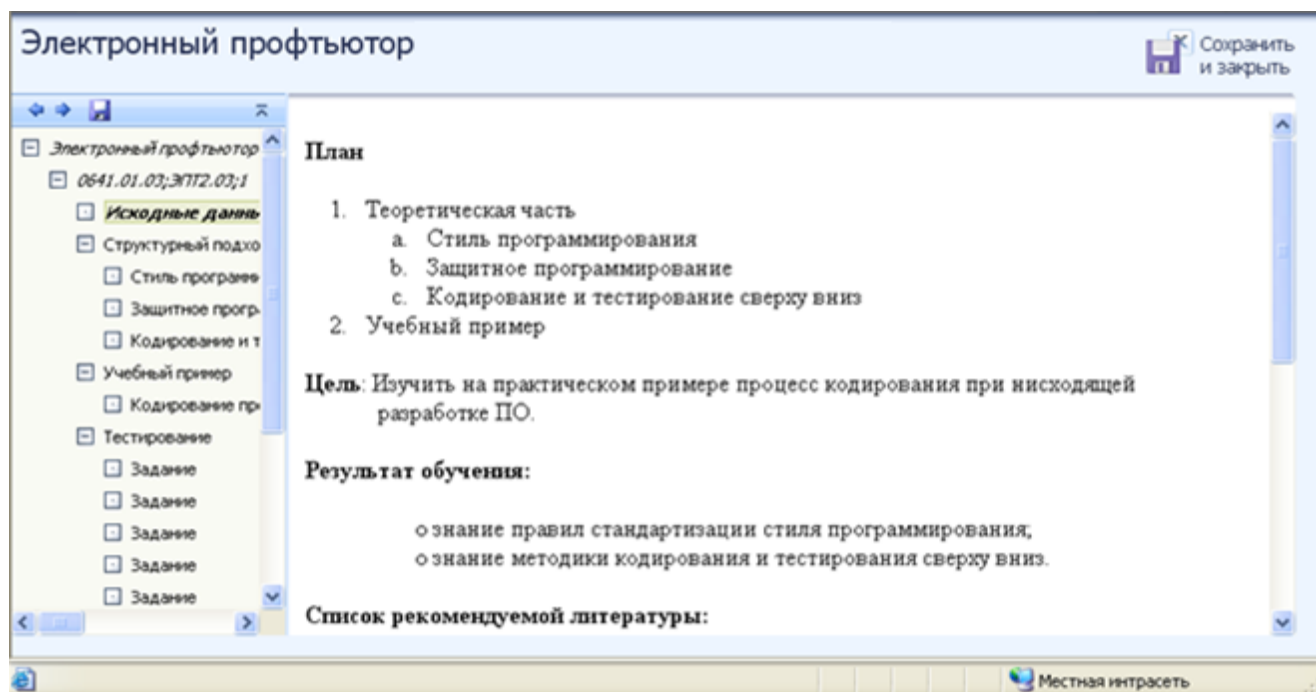 Электронный профтьютор
Сохранить
и закрыть
Электронный профтьютор
0641.01.03;ЭПТ2.03;1
Исходные даннь
Структурный подхо
Стиль программ
Защитное прогр
Кодирование и т
Учебный пример
Кодирование пр
Тестирование
Задание
Задание
Задание
Задание
Задание
План
1. Теоретическая часть
a. Стиль программирования
b. Защитное программирование
c. Кодирование и тестирование сверху вниз
2. Учебный пример
Цель: Изучить на практическом примере процесс кодирования при нисходящей
разработке ПО.
Результат обучения:
o знание правил стандартизации стиля программирования;
o знание методики кодирования и тестирования сверху вниз.
Список рекомендуемой литературы:
Местная интрасеть